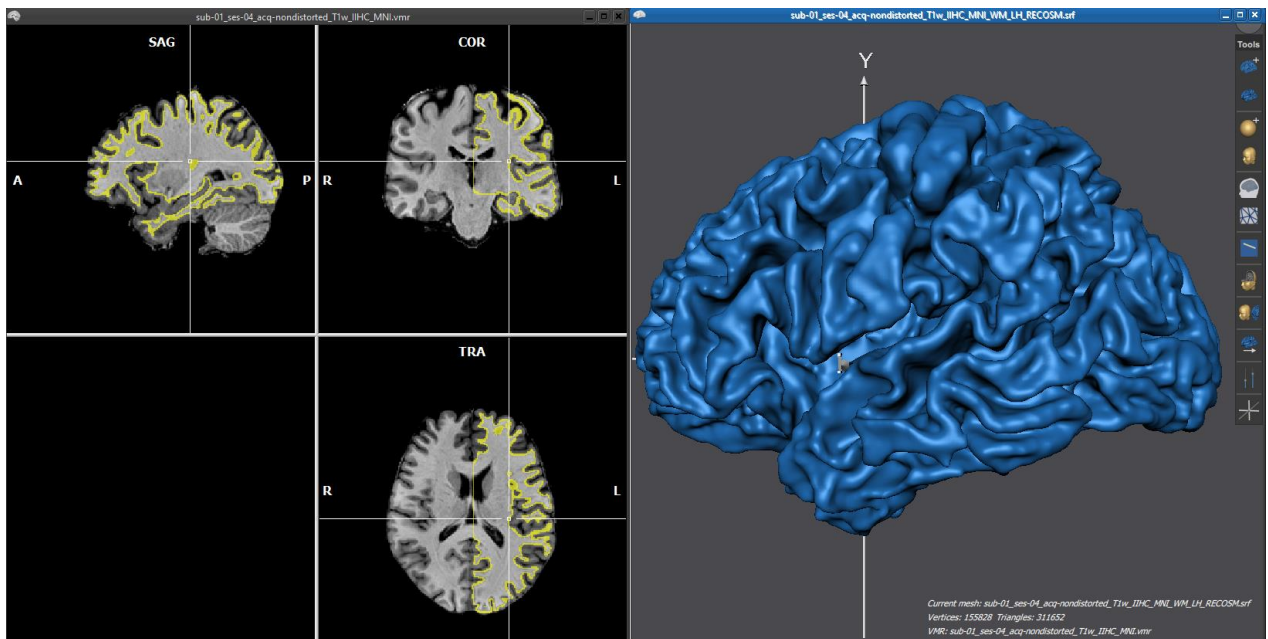 sub-01_ses-04_acq-nondistorted_T1w_IIHC_MNI.vmr
sub-01_ses-04_acq-nondistorted_T1w_IIHC_MNI_WM_LH_RECOSM.srf
SAG
A
P
COR
R
L
TRA
R
L
Y
Tools
Current mesh: sub-01_ses-04_acq-nondistorted_T1w_IIHC_MNI_WM_LH_RECOSM.srf
Vertices: 155828 Triangles: 311652
VMR: sub-01_ses-04_acq-nondistorted_T1w_IIHC_MNI.vmr